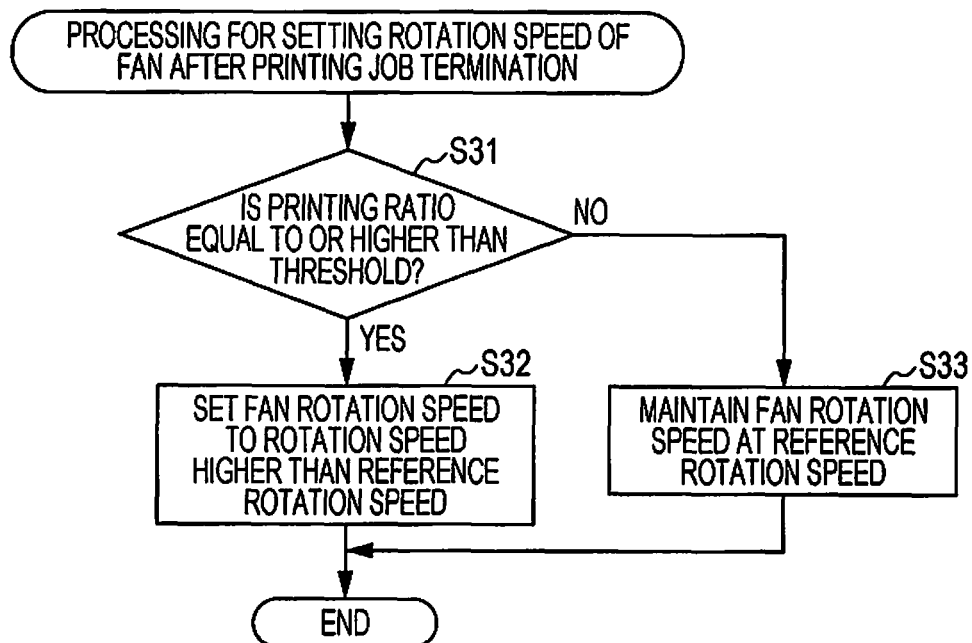 PROCESSING FOR SETTING ROTATION SPEED OF
FAN AFTER PRINTING JOB TERMINATION
S31
IS PRINTING RATIO
EQUAL TO OR HIGHER THAN
THRESHOLD?
NO
YES
S32
SET FAN ROTATION SPEED
TO ROTATION SPEED
HIGHER THAN REFERENCE
ROTATION SPEED
S33
MAINTAIN FAN ROTATION
SPEED AT REFERENCE
ROTATION SPEED
END